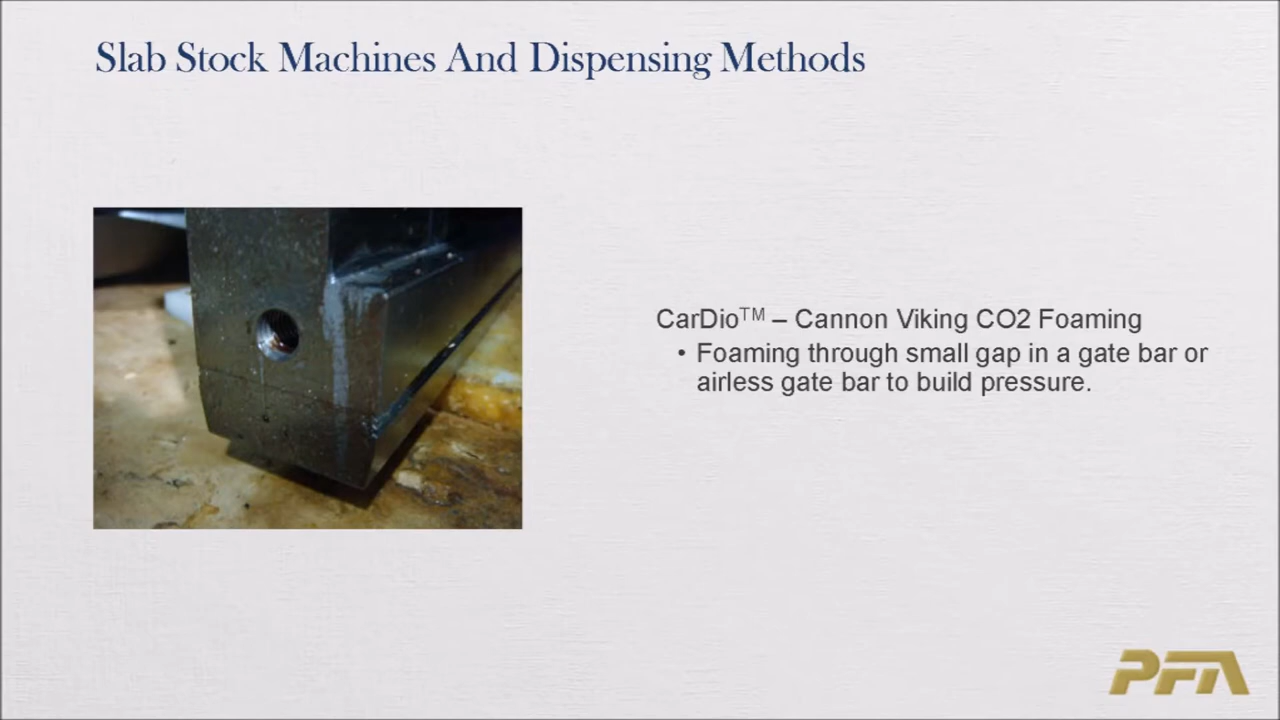 Slab Stock Machines And Dispensing Methods
CarDio™ – Cannon Viking CO2 Foaming
• Foaming through small gap in a gate bar or
airless gate bar to build pressure.
PFA